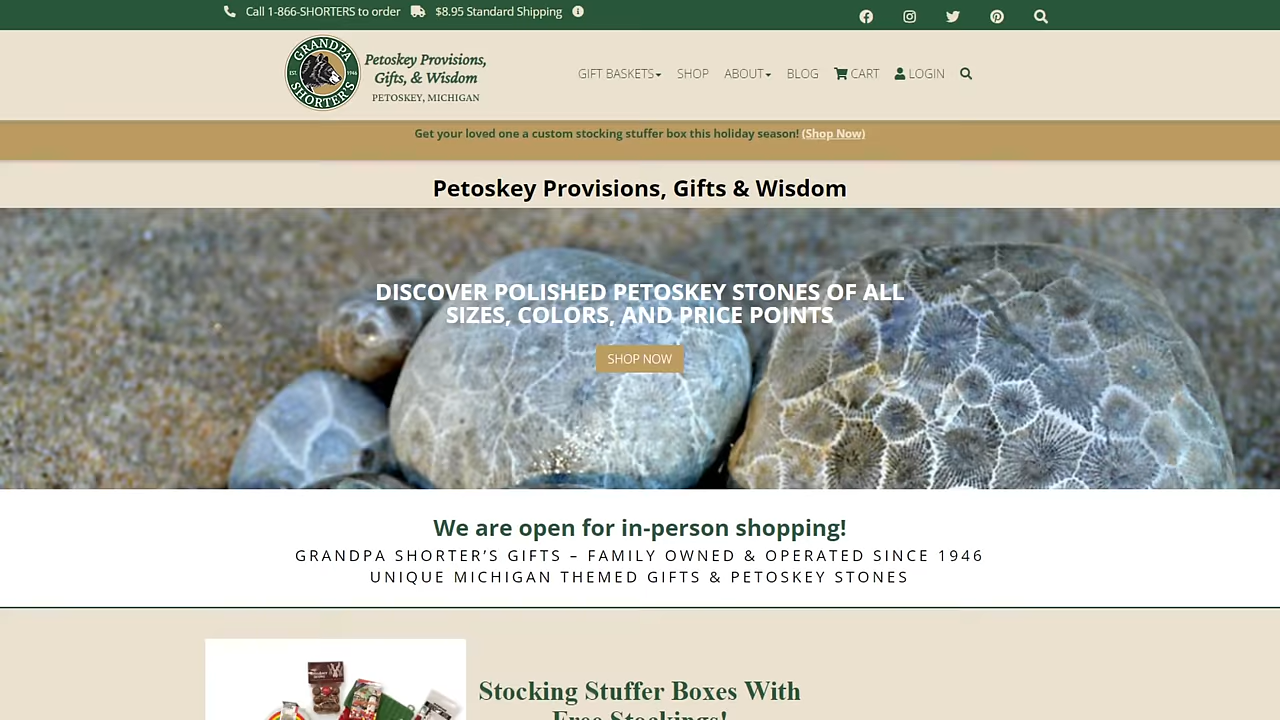 Call 1-866-SHORTERS to order $8.95 Standard Shipping
GRANDPA SHORTER'S
EST. 1946
Petoskey Provisions,
Gifts, & Wisdom
PETOSKEY, MICHIGAN
GIFT BASKETS SHOP ABOUT BLOG CART LOGIN
Get your loved one a custom stocking stuffer box this holiday season! (Shop Now)
Petoskey Provisions, Gifts & Wisdom
DISCOVER POLISHED PETOSKEY STONES OF ALL
SIZES, COLORS, AND PRICE POINTS
SHOP NOW
We are open for in-person shopping!
GRANDPA SHORTER’S GIFTS – FAMILY OWNED & OPERATED SINCE 1946
UNIQUE MICHIGAN THEMED GIFTS & PETOSKEY STONES
Stocking Stuffer Boxes With
Free Stockings!